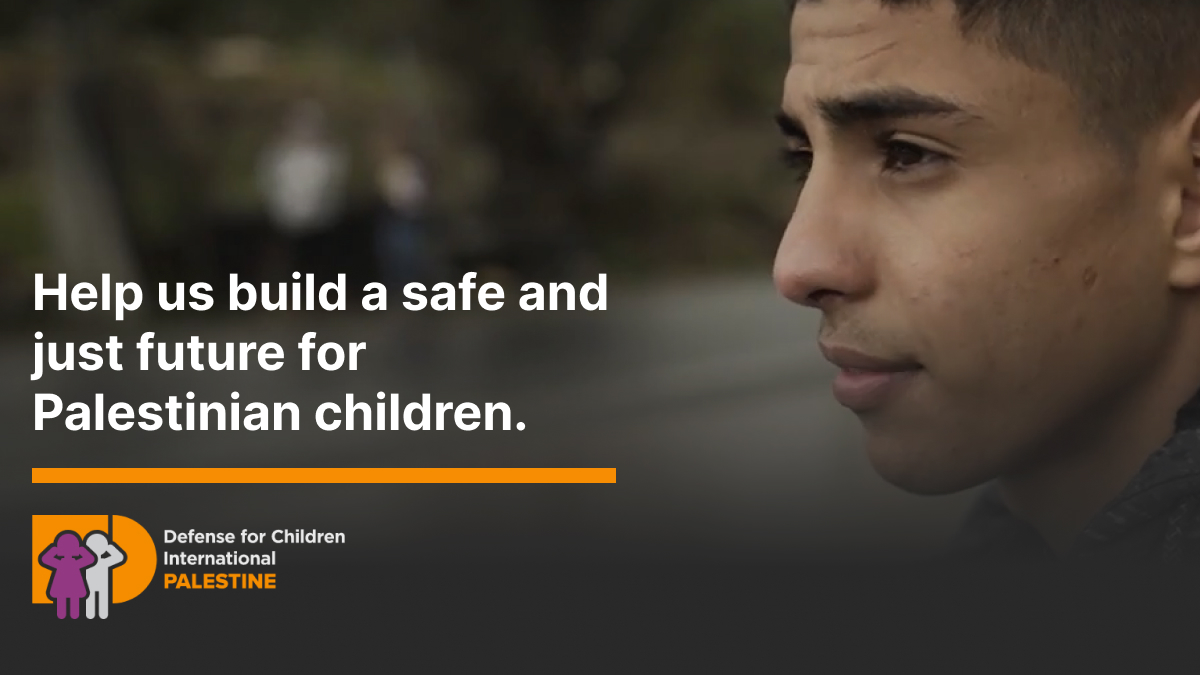 Help us build a safe and
just future for
Palestinian children.
Defense for Children
International
PALESTINE